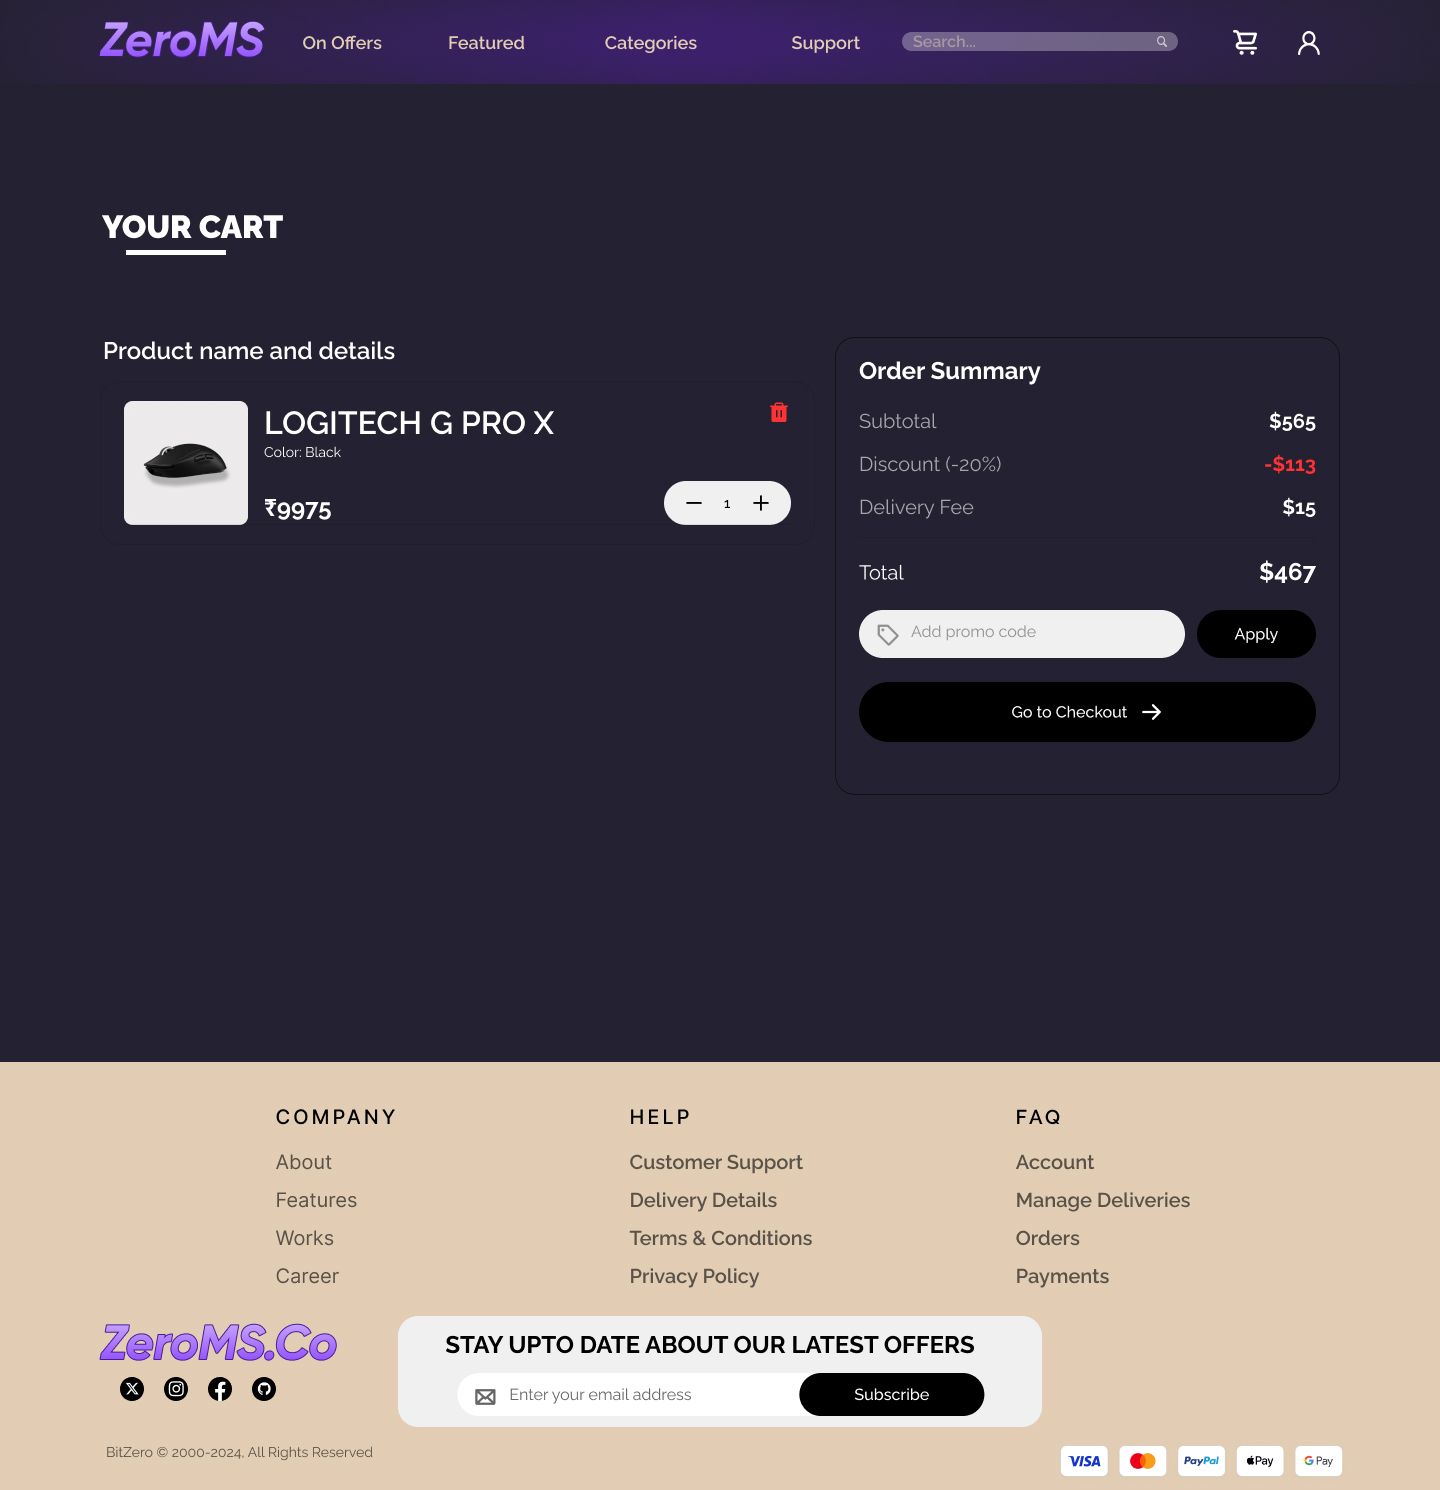 ZeroMS
On Offers
Featured
Categories
Support
Search...
YOUR CART
Product name and details
LOGITECH G PRO X
Color: Black
₹9975
1
Order Summary
Subtotal $565
Discount (-20%) -$113
Delivery Fee $15
Total $467
Add promo code
Apply
Go to Checkout
COMPANY
About
Features
Works
Career
HELP
Customer Support
Delivery Details
Terms & Conditions
Privacy Policy
FAQ
Account
Manage Deliveries
Orders
Payments
ZeroMS.Co
STAY UPTO DATE ABOUT OUR LATEST OFFERS
Enter your email address
Subscribe
BitZero © 2000-2024, All Rights Reserved
VISA
PayPal
Pay
G Pay